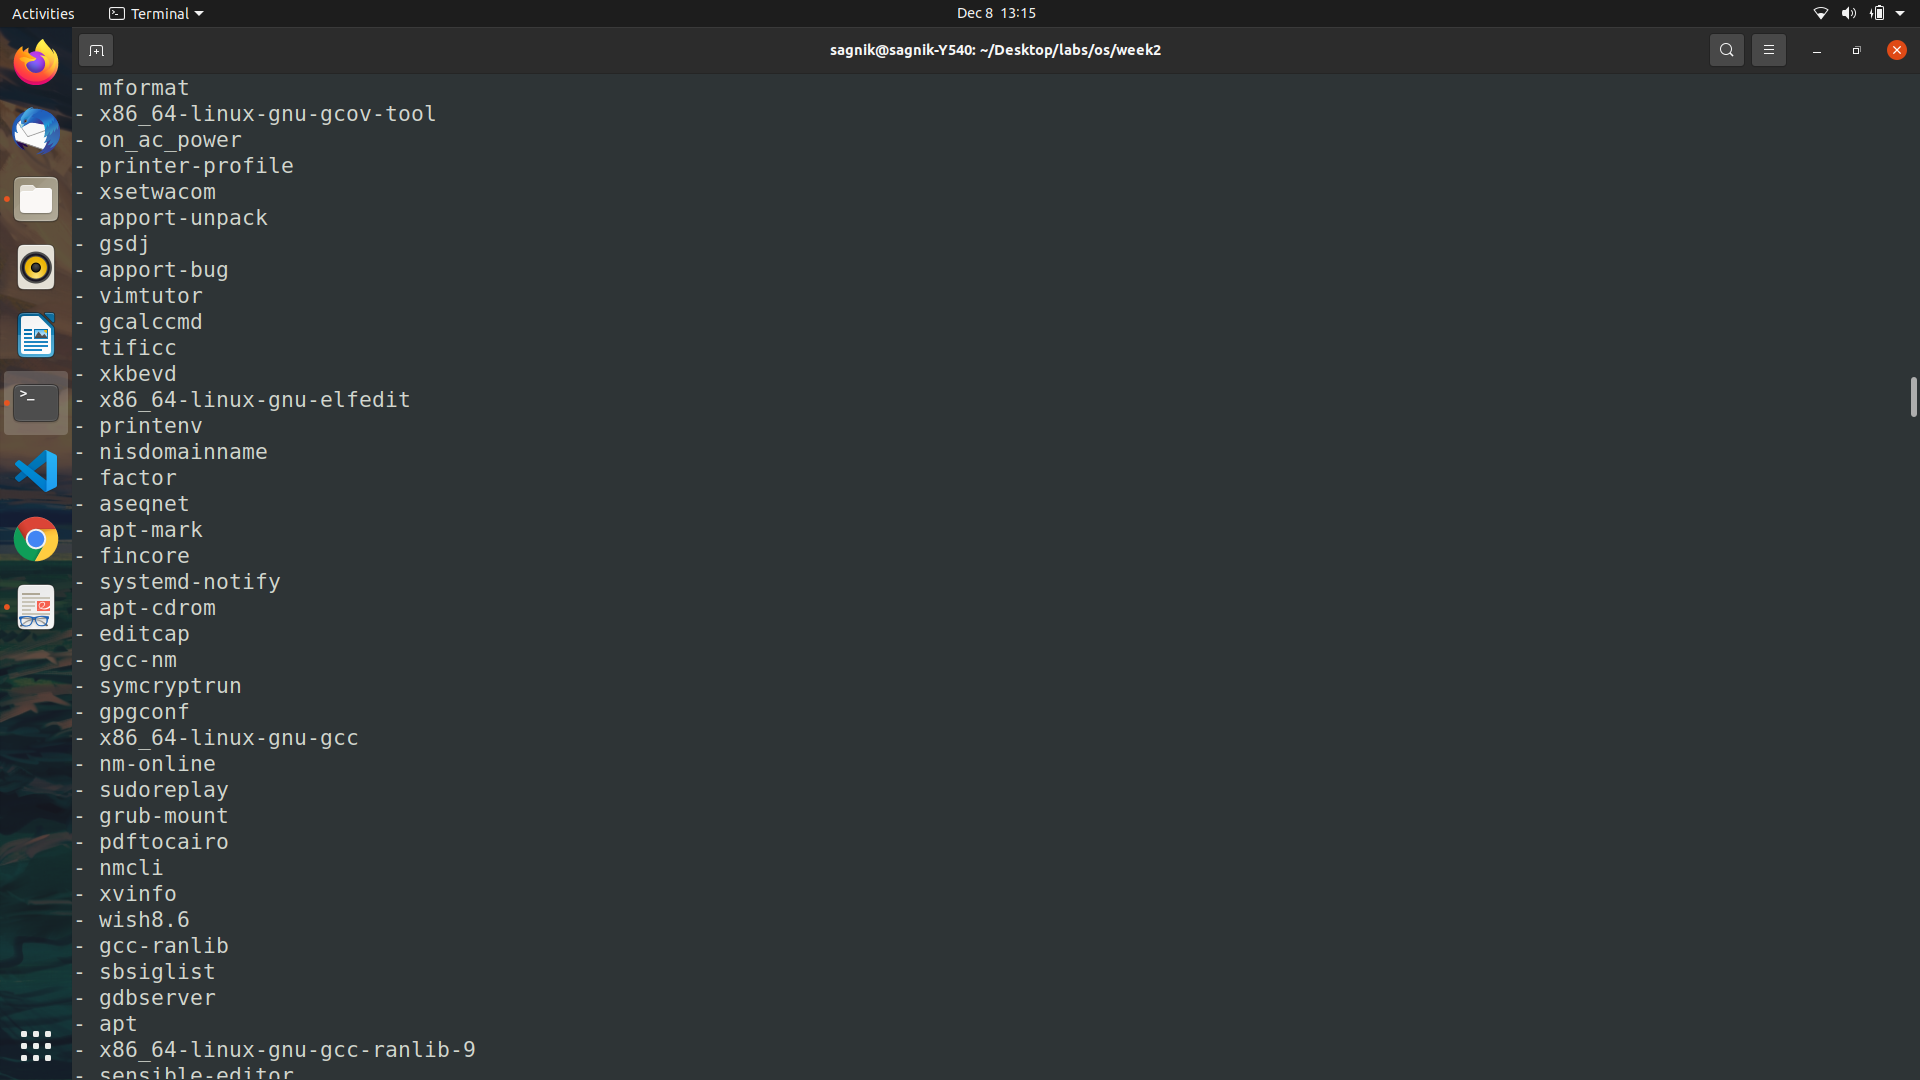 Activities
Terminal
Dec 8 13:15
sagnik@sagnik-Y540: ~/Desktop/labs/os/week2
- mformat
- x86_64-linux-gnu-gcov-tool
- on_ac_power
- printer-profile
- xsetwacom
- apport-unpack
- gsdj
- apport-bug
- vimtutor
- gcalccmd
- tificc
- xkbevd
- x86_64-linux-gnu-elfedit
- printenv
- nisdomainname
- factor
- aseqnet
- apt-mark
- fincore
- systemd-notify
- apt-cdrom
- editcap
- gcc-nm
- symcryptrun
- gpgconf
- x86_64-linux-gnu-gcc
- nm-online
- sudoreplay
- grub-mount
- pdftocairo
- nmcli
- xvinfo
- wish8.6
- gcc-ranlib
- sbsiglist
- gdbserver
- apt
- x86_64-linux-gnu-gcc-ranlib-9
- sensible-editor